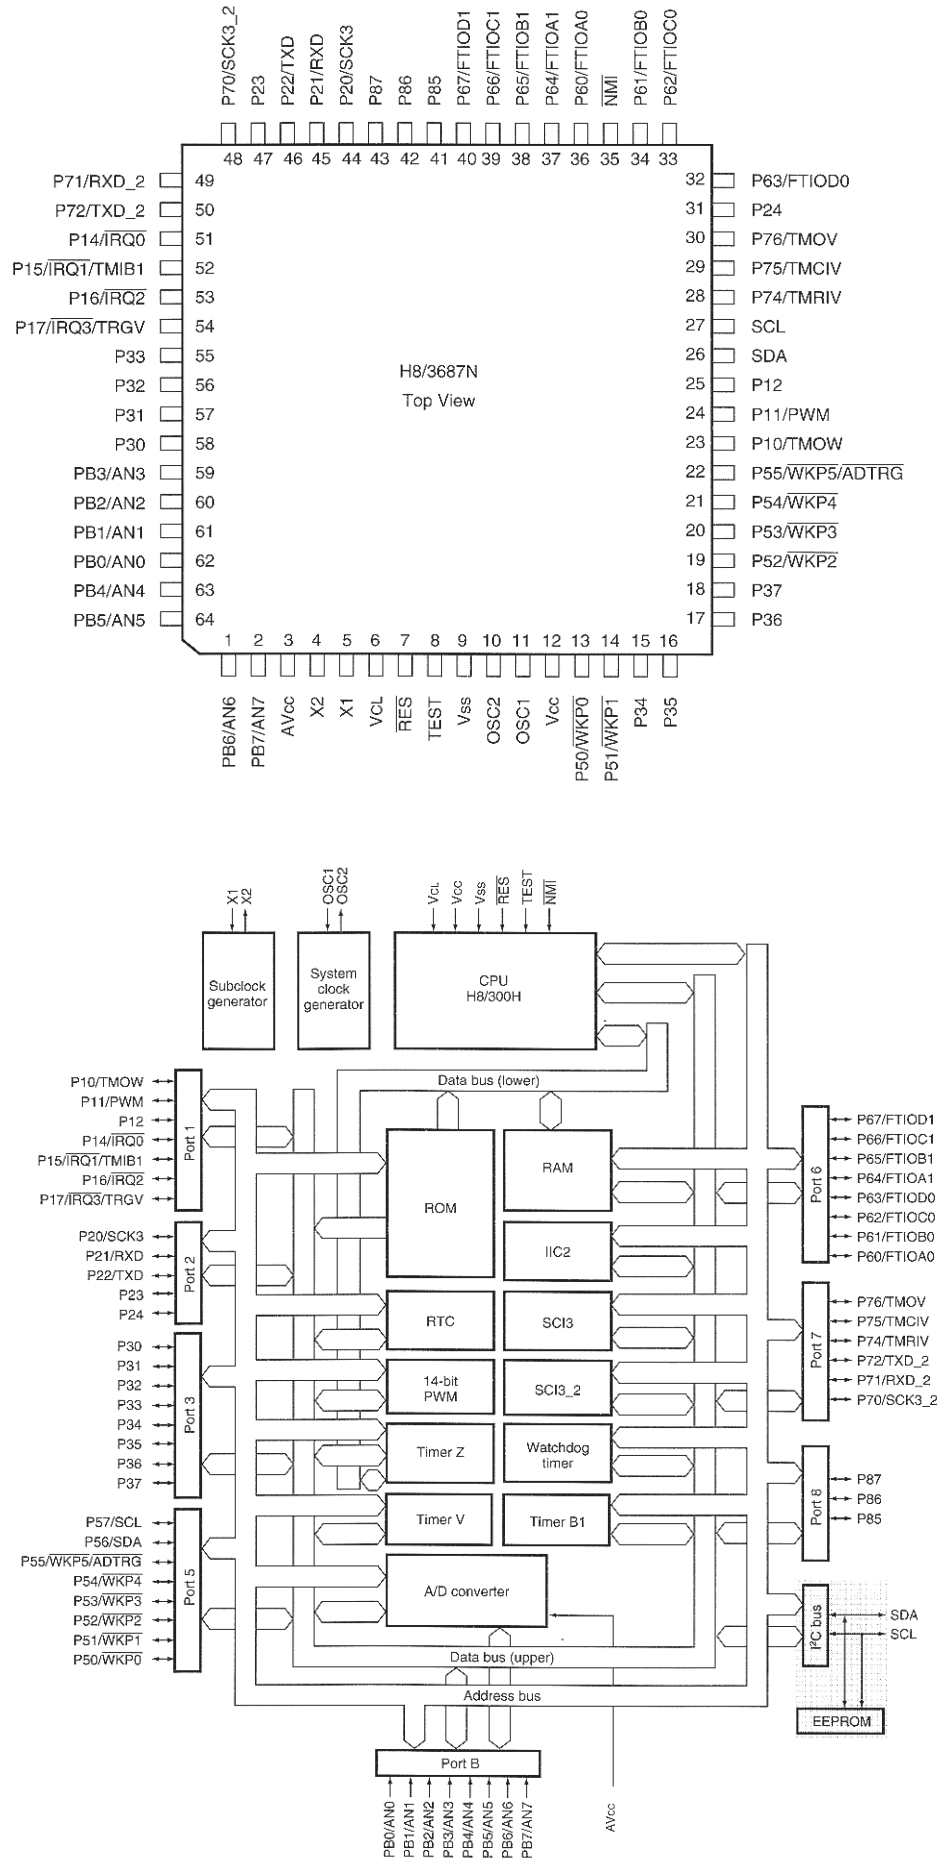 P70/SCK3_2
P23
P22/TXD
P21/RXD
P20/SCK3
P87
P86
P85
P67/FTIOD1
P66/FTIOC1
P65/FTIOB1
P64/FTIOA1
P60/FTIOA0
NMI
P61/FTIOB0
P62/FTIOC0
48 47 46 45 44 43 42 41 40 39 38 37 36 35 34 33
P71/RXD_2 49
P72/TXD_2 50
P14/IRQ0 51
P15/IRQ1/TMIB1 52
P16/IRQ2 53
P17/IRQ3/TRGV 54
P33 55
P32 56
P31 57
P30 58
PB3/AN3 59
PB2/AN2 60
PB1/AN1 61
PB0/AN0 62
PB4/AN4 63
PB5/AN5 64
H8/3687N
Top View
32 P63/FTIOD0
31 P24
30 P76/TMOV
29 P75/TMCIV
28 P74/TMRIV
27 SCL
26 SDA
25 P12
24 P11/PWM
23 P10/TMOW
22 P55/WKP5/ADTRG
21 P54/WKP4
20 P53/WKP3
19 P52/WKP2
18 P37
17 P36
1 2 3 4 5 6 7 8 9 10 11 12 13 14 15 16
PB6/AN6
PB7/AN7
AVcc
X2
X1
VCL
RES
TEST
Vss
OSC2
OSC1
Vcc
P50/WKP0
P51/WKP1
P34
P35
X1
X2
OSC1
OSC2
VCL
Vcc
Vss
RES
TEST
NMI
Subclock
generator
System
clock
generator
CPU
H8/300H
Data bus (lower)
P10/TMOW
P11/PWM
P12
P14/IRQ0
P15/IRQ1/TMIB1
P16/IRQ2
P17/IRQ3/TRGV
Port 1
P20/SCK3
P21/RXD
P22/TXD
P23
P24
Port 2
P30
P31
P32
P33
P34
P35
P36
P37
Port 3
P57/SCL
P56/SDA
P55/WKP5/ADTRG
P54/WKP4
P53/WKP3
P52/WKP2
P51/WKP1
P50/WKP0
Port 5
ROM
RAM
IIC2
RTC
SCI3
14-bit
PWM
SCI3_2
Timer Z
Watchdog
timer
Timer V
Timer B1
A/D converter
Data bus (upper)
Address bus
Port 6
P67/FTIOD1
P66/FTIOC1
P65/FTIOB1
P64/FTIOA1
P63/FTIOD0
P62/FTIOC0
P61/FTIOB0
P60/FTIOA0
Port 7
P76/TMOV
P75/TMCIV
P74/TMRIV
P72/TXD_2
P71/RXD_2
P70/SCK3_2
Port 8
P87
P86
P85
I²C bus
SDA
SCL
EEPROM
Port B
PB0/AN0
PB1/AN1
PB2/AN2
PB3/AN3
PB4/AN4
PB5/AN5
PB6/AN6
PB7/AN7
AVcc